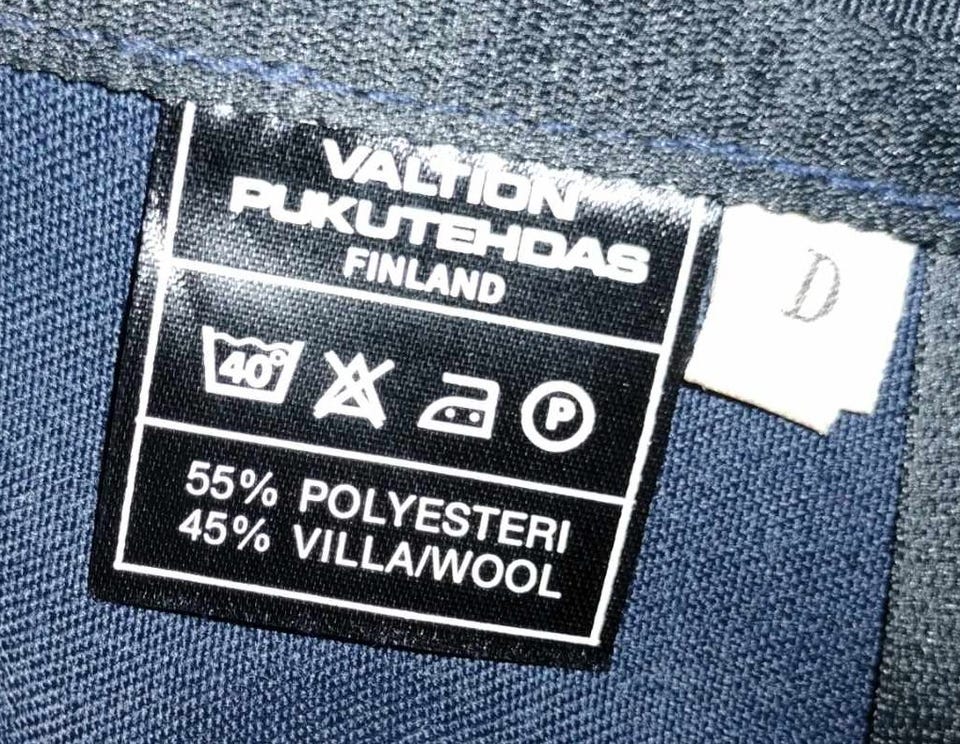 VALTION
PUKUTEHDAS
FINLAND
D
40°
P
55% POLYESTERI
45% VILLA/WOOL